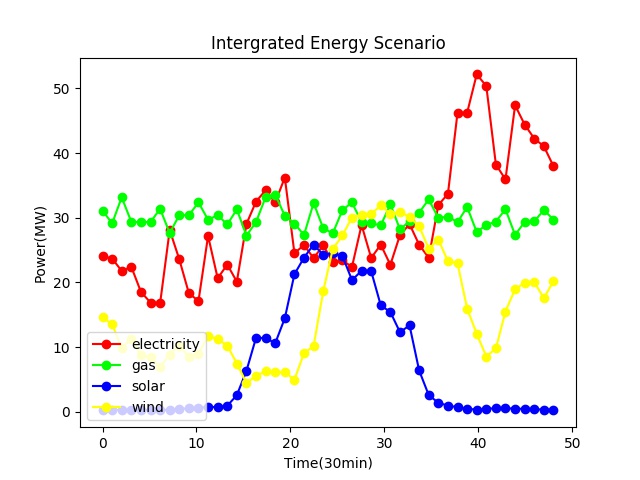 Intergrated Energy Scenario
Power(MW)
50
40
30
20
10
0
electricity
gas
solar
wind
0 10 20 30 40 50
Time(30min)